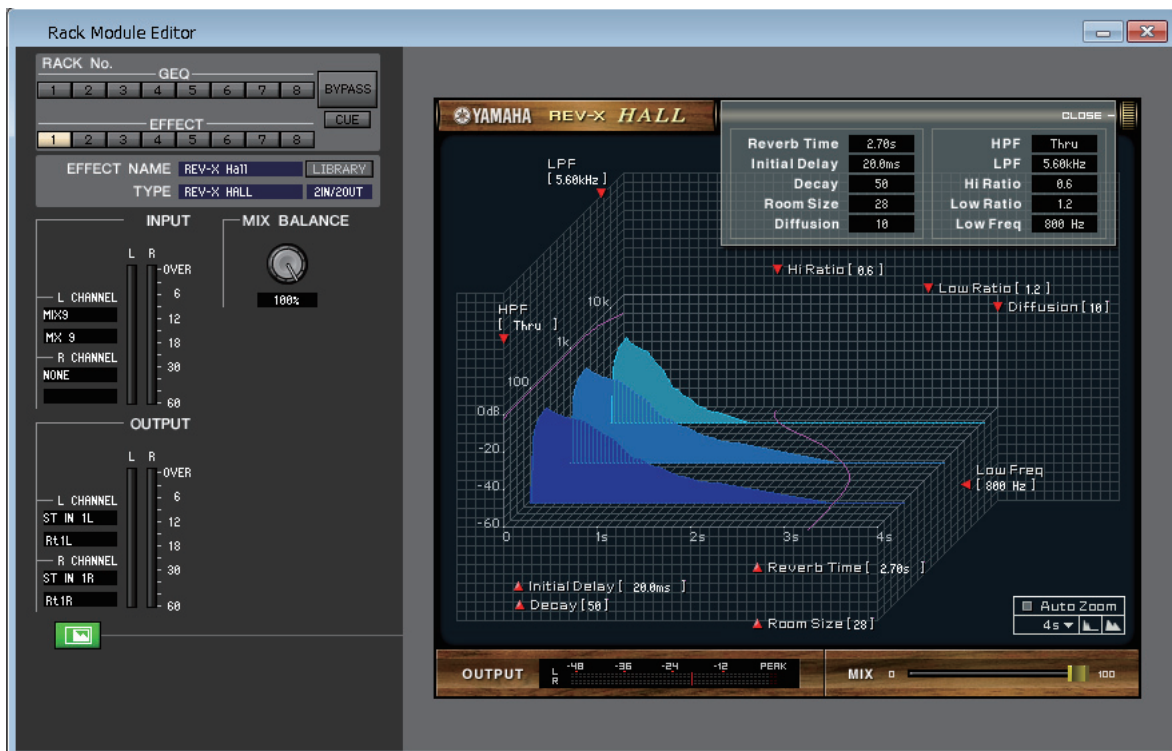 Rack Module Editor
RACK No.
GEQ
1 2 3 4 5 6 7 8
BYPASS
EFFECT
CUE
1 2 3 4 5 6 7 8
EFFECT NAME REV-X Hall LIBRARY
TYPE REV-X HALL 2IN/2OUT
INPUT
L R
OVER
6
12
18
30
60
L CHANNEL
MIX9
MX 9
R CHANNEL
NONE
MIX BALANCE
100%
OUTPUT
L R
OVER
6
12
18
30
60
L CHANNEL
ST IN 1L
Rt1L
R CHANNEL
ST IN 1R
Rt1R
YAMAHA REV-X HALL
CLOSE -
Reverb Time 2.70s
Initial Delay 20.0ms
Decay 50
Room Size 28
Diffusion 10
HPF Thru
LPF 5.60kHz
Hi Ratio 0.6
Low Ratio 1.2
Low Freq 800 Hz
LPF
[ 5.60kHz ]
Hi Ratio [ 0.6 ]
Low Ratio [ 1.2 ]
Diffusion [ 10 ]
HPF
[ Thru ]
10k
1k
100
0dB
-20
-40
-60
0 1s 2s 3s 4s
Low Freq
[ 800 Hz ]
Reverb Time [ 2.70s ]
Initial Delay [ 20.0ms ]
Decay [ 50 ]
Room Size [ 28 ]
Auto Zoom
4s
OUTPUT
L
R
-48 -36 -24 -12 PEAK
MIX 0 100